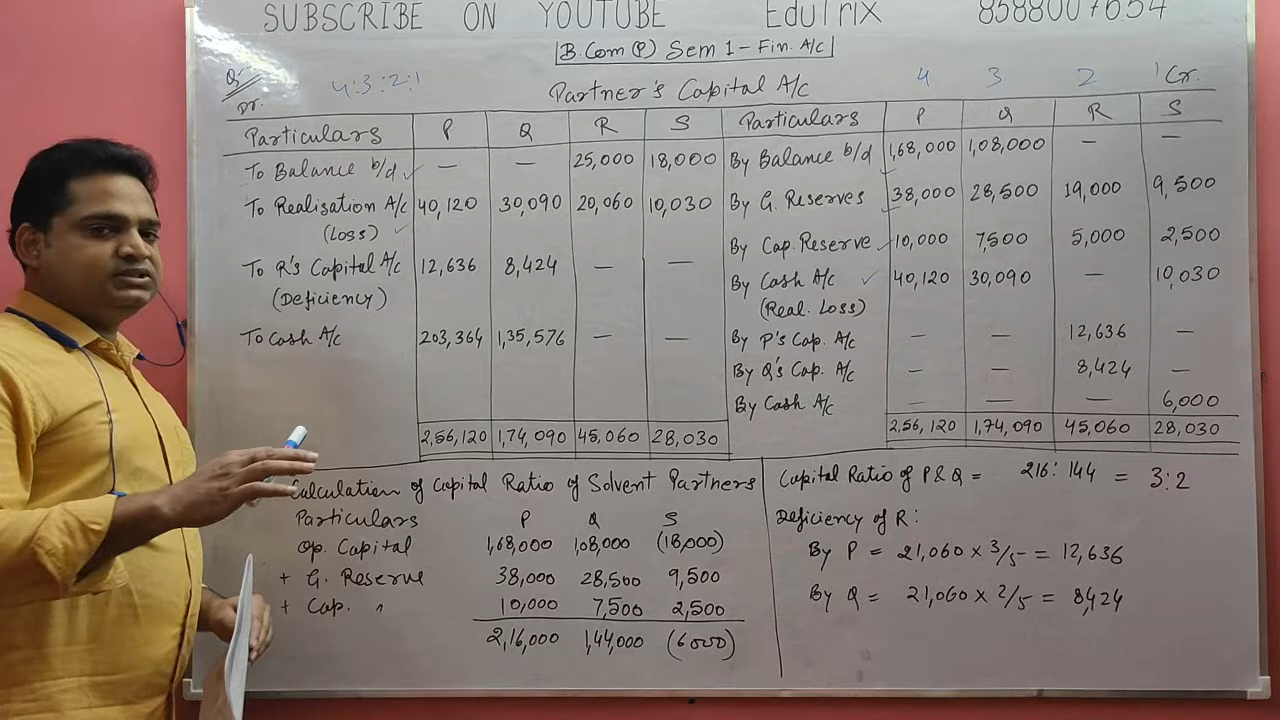 SUBSCRIBE ON YOUTUBE EduTrix 8588007654
B.Com (P) Sem 1 - Fin. A/c
Q-
4:3:2:1
Dr. Partner's Capital A/c Cr.
4 3 2 1
Particulars P Q R S Particulars P Q R S
To Balance b/d — — 25,000 18,000 By Balance b/d 1,68,000 1,08,000 — —
To Realization A/c 40,120 30,090 20,060 10,030 By G. Reserves 38,000 28,500 19,000 9,500
(Loss) By Cap. Reserve 10,000 7,500 5,000 2,500
To R's Capital A/c 12,636 8,424 — — By Cash A/c 40,120 30,090 — 10,030
(Deficiency) (Real. Loss)
To Cash A/c 203,364 1,35,576 — — By P's Cap. A/c — — 12,636 —
By Q's Cap. A/c — — 8,424 —
By Cash A/c — — — 6,000
2,56,120 1,74,090 45,060 28,030 2,56,120 1,74,090 45,060 28,030
Calculation of Capital Ratio of Solvent Partners
Particulars P Q S
Op. Capital 1,68,000 1,08,000 (18,000)
+ G. Reserve 38,000 28,500 9,500
+ Cap. " 10,000 7,500 2,500
2,16,000 1,44,000 (6000)
Capital Ratio of P & Q = 216:144 = 3:2
Deficiency of R:
By P = 21,060 × 3/5 = 12,636
By Q = 21,060 × 2/5 = 8,424